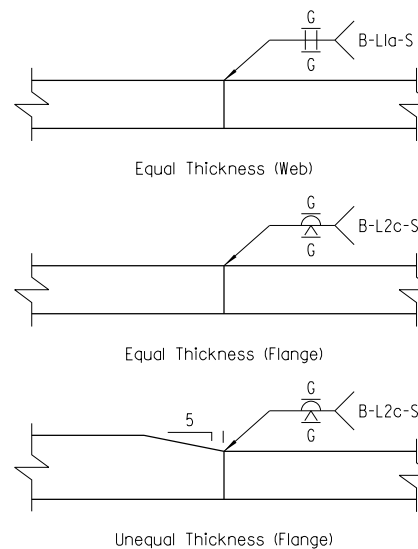 G
B-L1a-S
G
Equal Thickness (Web)
G
B-L2c-S
G
Equal Thickness (Flange)
G
B-L2c-S
5
1
G
Unequal Thickness (Flange)